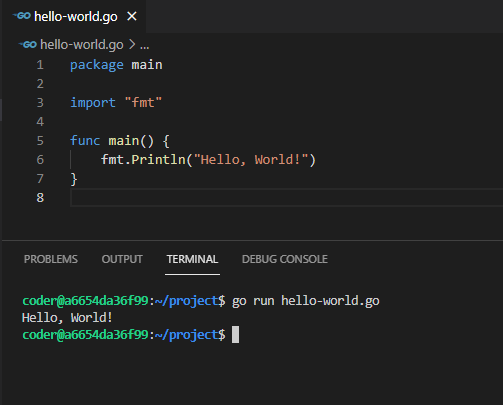 GO hello-world.go ×
GO hello-world.go > ...
1 package main
2
3 import "fmt"
4
5 func main() {
6 fmt.Println("Hello, World!")
7 }
8
PROBLEMS OUTPUT TERMINAL DEBUG CONSOLE
coder@a6654da36f99:~/project$ go run hello-world.go
Hello, World!
coder@a6654da36f99:~/project$